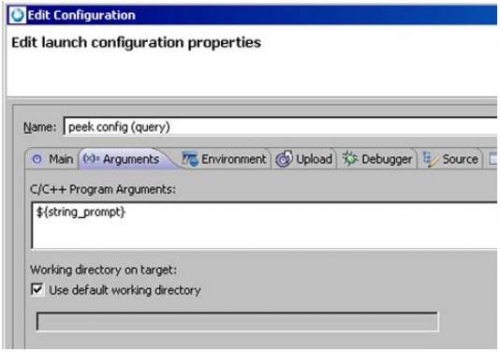 Edit Configuration
Edit launch configuration properties
Name: peek config (query)
Main (x)= Arguments Environment Upload Debugger Source
C/C++ Program Arguments:
${string_prompt}
Working directory on target:
Use default working directory